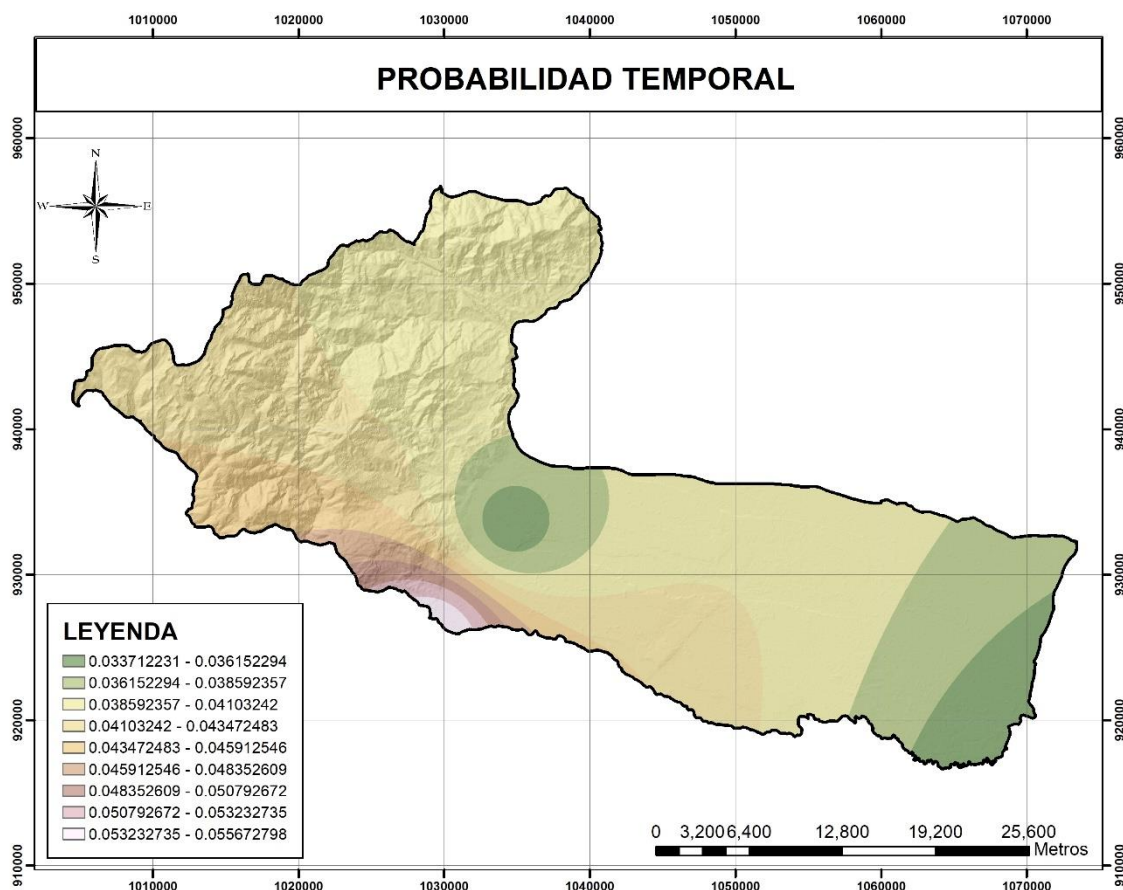 1010000 1020000 1030000 1040000 1050000 1060000 1070000
PROBABILIDAD TEMPORAL
960000 960000
N
W E
S
950000 950000
940000 940000
930000 930000
LEYENDA
0.033712231 - 0.036152294
0.036152294 - 0.038592357
0.038592357 - 0.04103242
0.04103242 - 0.043472483
0.043472483 - 0.045912546
0.045912546 - 0.048352609
0.048352609 - 0.050792672
0.050792672 - 0.053232735
0.053232735 - 0.055672798
920000 920000
0 3,200 6,400 12,800 19,200 25,600
Metros
910000 910000
1010000 1020000 1030000 1040000 1050000 1060000 1070000